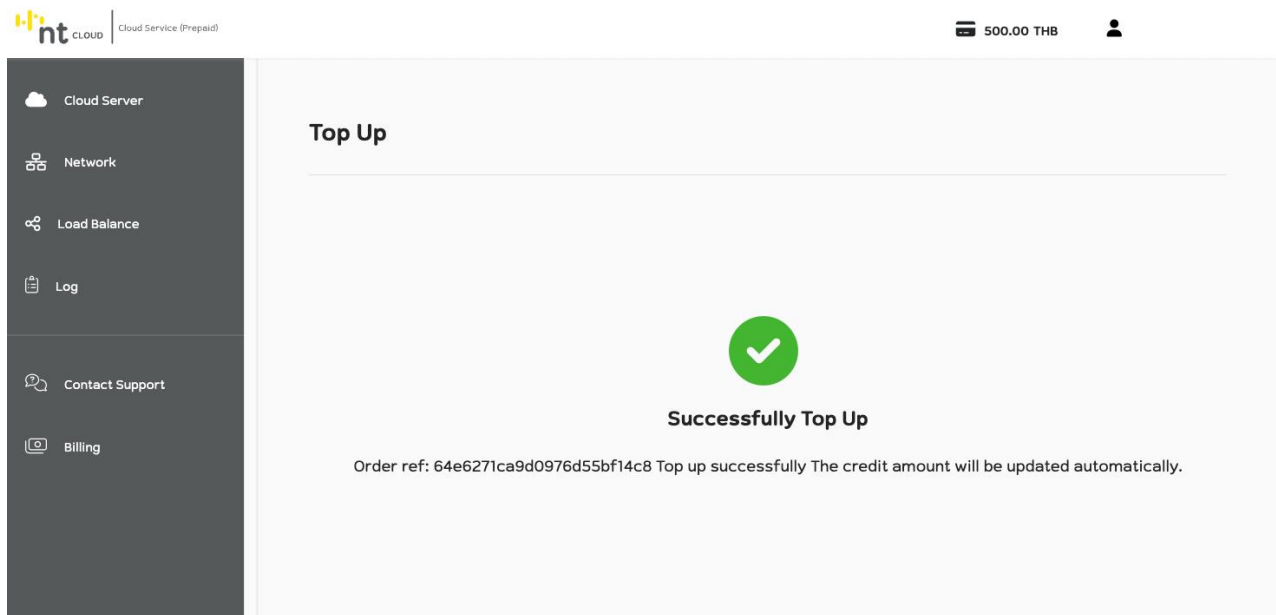 nt CLOUD Cloud Service (Prepaid)
500.00 THB
Cloud Server
Network
Load Balance
Log
Contact Support
Billing
Top Up
Successfully Top Up
Order ref: 64e6271ca9d0976d55bf14c8 Top up successfully The credit amount will be updated automatically.